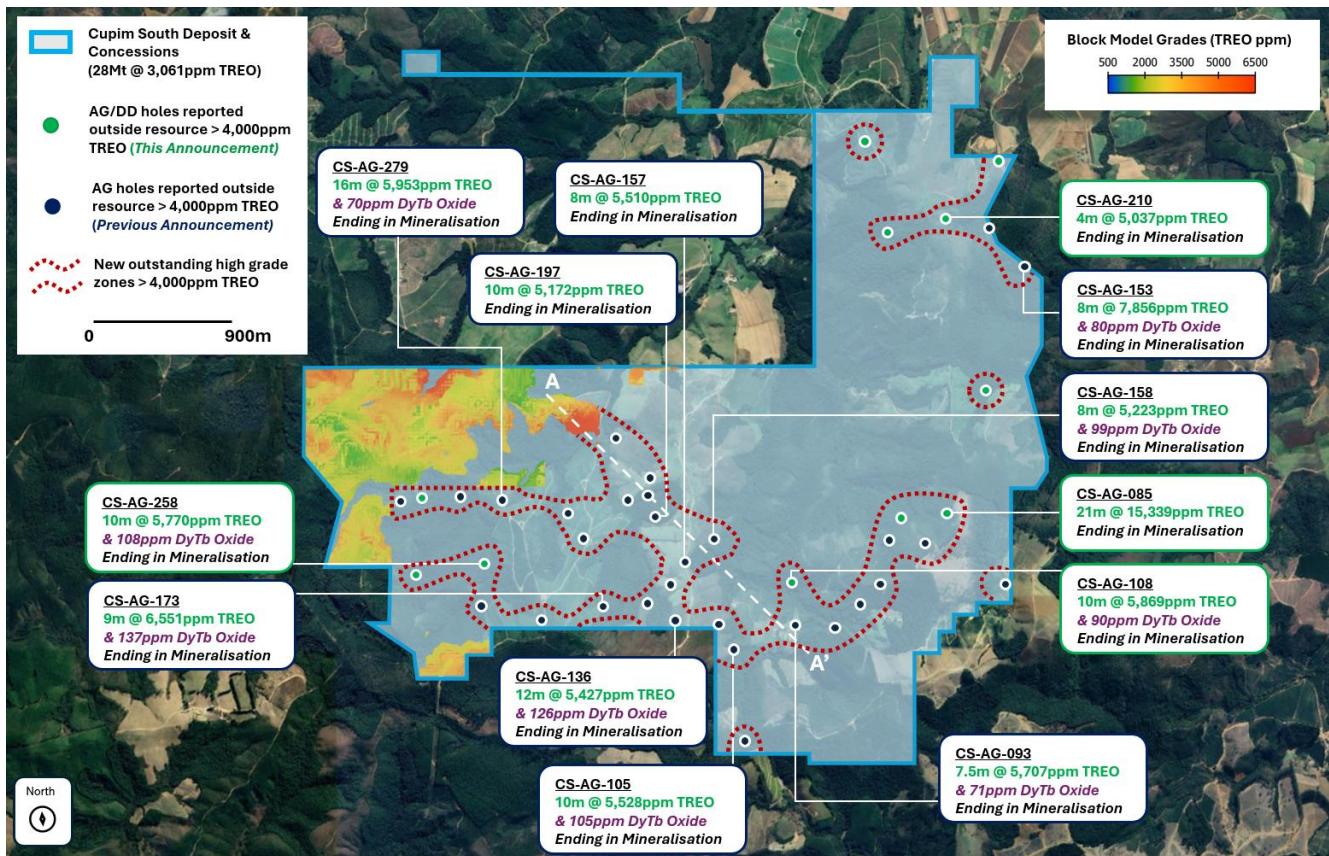 Cupim South Deposit &
Concessions
(28Mt @ 3,061ppm TREO)
AG/DD holes reported
outside resource > 4,000ppm
TREO (This Announcement)
AG holes reported outside
resource > 4,000ppm TREO
(Previous Announcement)
New outstanding high grade
zones > 4,000ppm TREO
0 900m
Block Model Grades (TREO ppm)
500 2000 3500 5000 6500
CS-AG-279
16m @ 5,953ppm TREO
& 70ppm DyTb Oxide
Ending in Mineralisation
CS-AG-157
8m @ 5,510ppm TREO
Ending in Mineralisation
CS-AG-197
10m @ 5,172ppm TREO
Ending in Mineralisation
CS-AG-210
4m @ 5,037ppm TREO
Ending in Mineralisation
CS-AG-153
8m @ 7,856ppm TREO
& 80ppm DyTb Oxide
Ending in Mineralisation
A
CS-AG-158
8m @ 5,223ppm TREO
& 99ppm DyTb Oxide
Ending in Mineralisation
CS-AG-085
21m @ 15,339ppm TREO
Ending in Mineralisation
CS-AG-258
10m @ 5,770ppm TREO
& 108ppm DyTb Oxide
Ending in Mineralisation
CS-AG-108
10m @ 5,869ppm TREO
& 90ppm DyTb Oxide
Ending in Mineralisation
CS-AG-173
9m @ 6,551ppm TREO
& 137ppm DyTb Oxide
Ending in Mineralisation
A'
CS-AG-136
12m @ 5,427ppm TREO
& 126ppm DyTb Oxide
Ending in Mineralisation
CS-AG-093
7.5m @ 5,707ppm TREO
& 71ppm DyTb Oxide
Ending in Mineralisation
CS-AG-105
10m @ 5,528ppm TREO
& 105ppm DyTb Oxide
Ending in Mineralisation
North